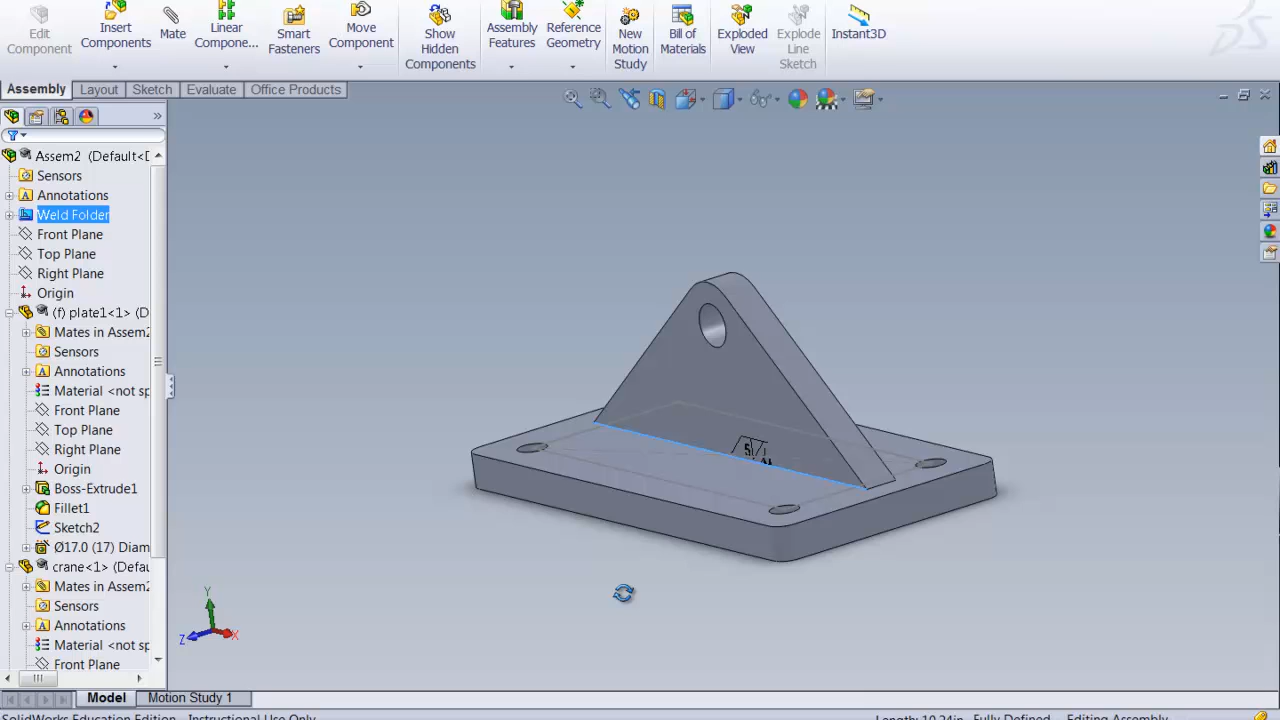 Edit Component
Insert Components
Mate
Linear Compone...
Smart Fasteners
Move Component
Show Hidden Components
Assembly Features
Reference Geometry
New Motion Study
Bill of Materials
Exploded View
Explode Line Sketch
Instant3D
Assembly
Layout
Sketch
Evaluate
Office Products
Assem2 (Default<D
Sensors
Annotations
Weld Folder
Front Plane
Top Plane
Right Plane
Origin
(f) plate1<1> (D
Mates in Assem2
Sensors
Annotations
Material <not sp
Front Plane
Top Plane
Right Plane
Origin
Boss-Extrude1
Fillet1
Sketch2
Ø17.0 (17) Diam
crane<1> (Defau
Mates in Assem2
Sensors
Annotations
Material <not sp
Front Plane
Y
Z
X
Model
Motion Study 1
SolidWorks Education Edition - Instructional Use Only
Length: 10.24in
Fully Defined
Editing Assembly